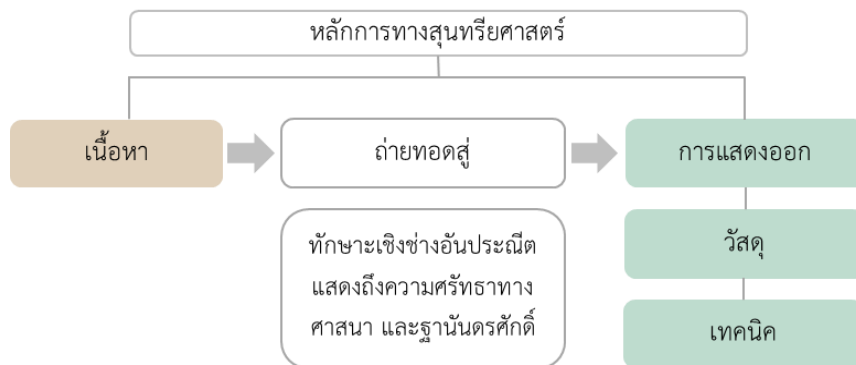 หลักการทางสุนทรียศาสตร์
เนื้อหา
ถ่ายทอดสู่
การแสดงออก
ทักษะเชิงช่างอันประณีต
แสดงถึงความศรัทธาทาง
ศาสนา และฐานันดรศักดิ์
วัสดุ
เทคนิค